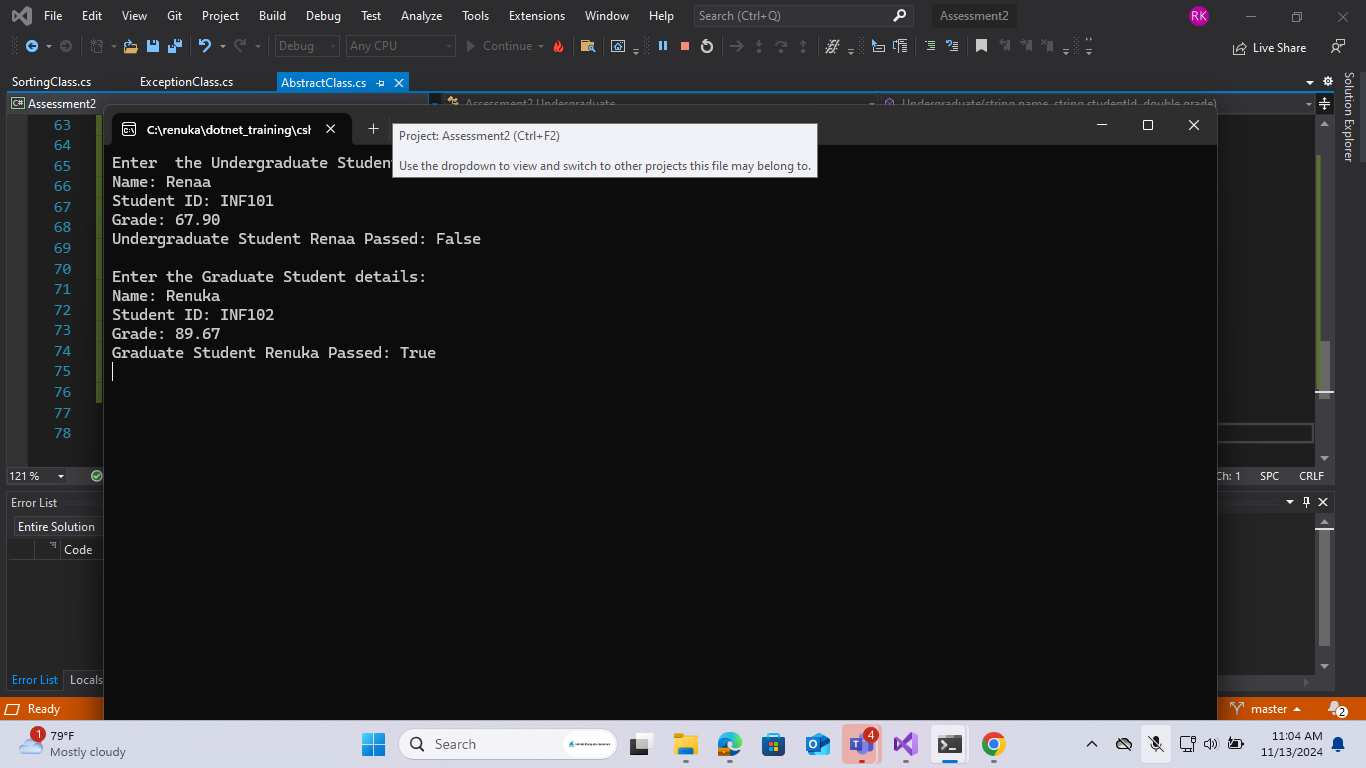 File Edit View Git Project Build Debug Test Analyze Tools Extensions Window Help Search (Ctrl+Q) Assessment2 RK
Debug Any CPU Continue Live Share
SortingClass.cs ExceptionClass.cs AbstractClass.cs
Solution Explorer
C# Assessment2 Assessment2.Undergraduate Undergraduate(string name, string studentId, double grade)
C:\renuka\dotnet_training\csh
Project: Assessment2 (Ctrl+F2)
Use the dropdown to view and switch to other projects this file may belong to.
63
64
65
66
67
68
69
70
71
72
73
74
75
76
77
78
Enter  the Undergraduate Student
Name: Renaa
Student ID: INF101
Grade: 67.90
Undergraduate Student Renaa Passed: False
Enter the Graduate Student details:
Name: Renuka
Student ID: INF102
Grade: 89.67
Graduate Student Renuka Passed: True
121 % Ch: 1 SPC CRLF
Error List
Entire Solution
Code
Error List Locals
Ready master 2
1 79°F
Mostly cloudy
Search
4
11:04 AM
11/13/2024